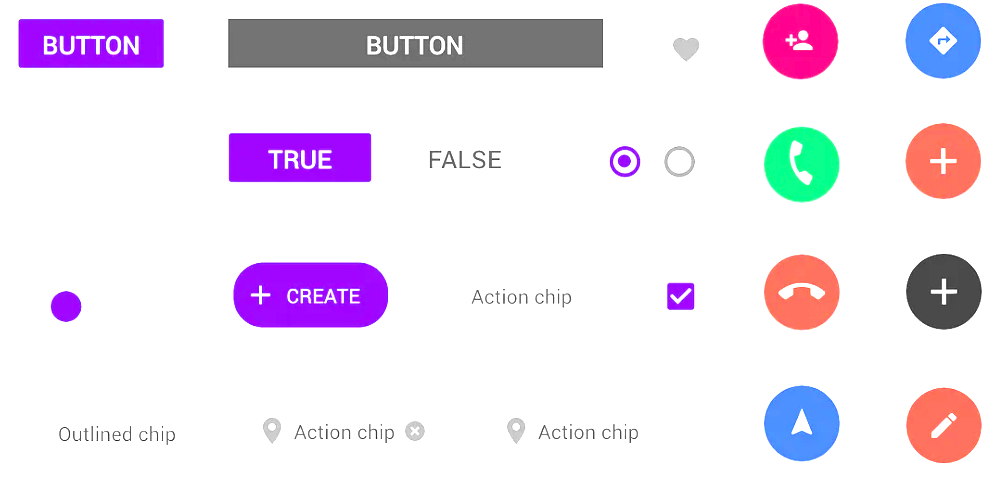 BUTTON
BUTTON
TRUE
FALSE
CREATE
Action chip
Outlined chip
Action chip
Action chip